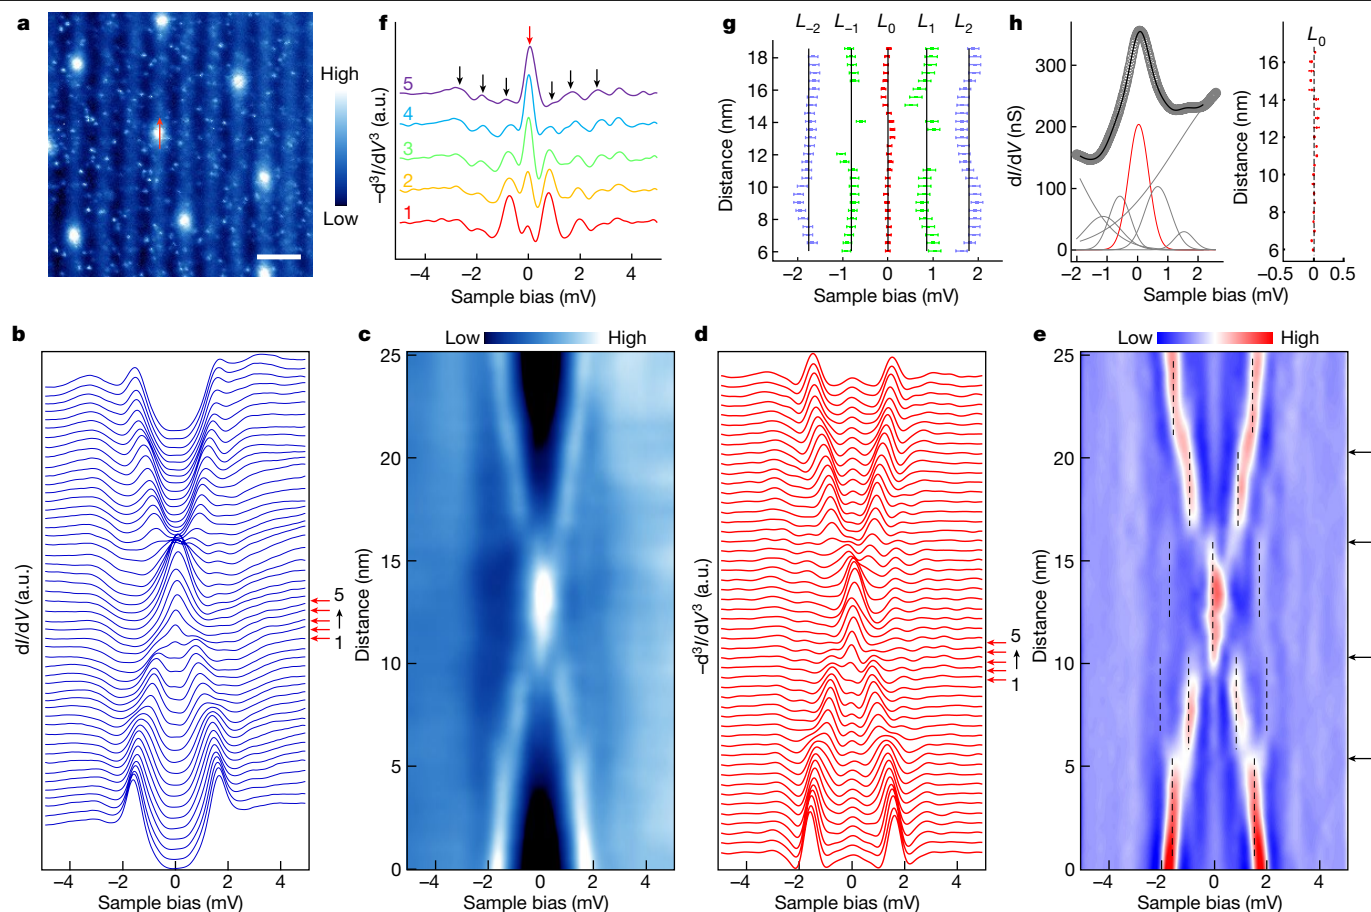 a
High
Low
f
−d³I/dV³ (a.u.)
5
4
3
2
1
−4 −2 0 2 4
Sample bias (mV)
g
L₋₂ L₋₁ L₀ L₁ L₂
Distance (nm)
18
16
14
12
10
8
6
−2 −1 0 1 2
Sample bias (mV)
h
dI/dV (nS)
300
200
100
0
−2 −1 0 1 2
Sample bias (mV)
L₀
Distance (nm)
16
14
12
10
8
6
−0.5 0 0.5
b
dI/dV (a.u.)
5
1
−4 −2 0 2 4
Sample bias (mV)
c
Low High
Distance (nm)
25
20
15
10
5
0
−4 −2 0 2 4
Sample bias (mV)
d
−d³I/dV³ (a.u.)
5
1
−4 −2 0 2 4
Sample bias (mV)
e
Low High
Distance (nm)
25
20
15
10
5
0
−4 −2 0 2 4
Sample bias (mV)